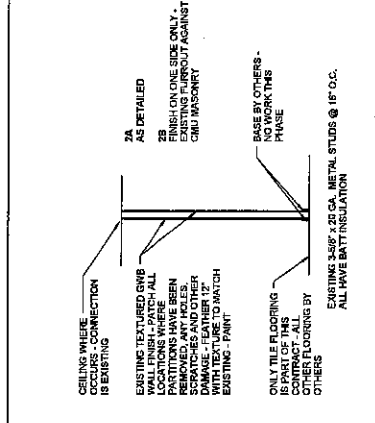 CEILING WHERE
OCCURS - CONNECTION
IS EXISTING
EXISTING TEXTURED GWB
WALL FINISH - PATCH ALL
LOCATIONS WHERE
PARTITIONS HAVE BEEN
REMOVED, ANY HOLES,
SCRATCHES AND OTHER
DAMAGE - FEATHER 12"
WITH TEXTURE TO MATCH
EXISTING - PAINT
ONLY TILE FLOORING
IS PART OF THIS
CONTRACT - ALL
OTHER FLOORING BY
OTHERS
2A
AS DETAILED
2B
FINISH ON ONE SIDE ONLY -
EXISTING FURROUT AGAINST
CMU MASONRY
BASE BY OTHERS -
NO WORK THIS
PHASE
EXISTING 3-5/8" x 20 GA. METAL STUDS @ 16" O.C.
ALL HAVE BATT INSULATION